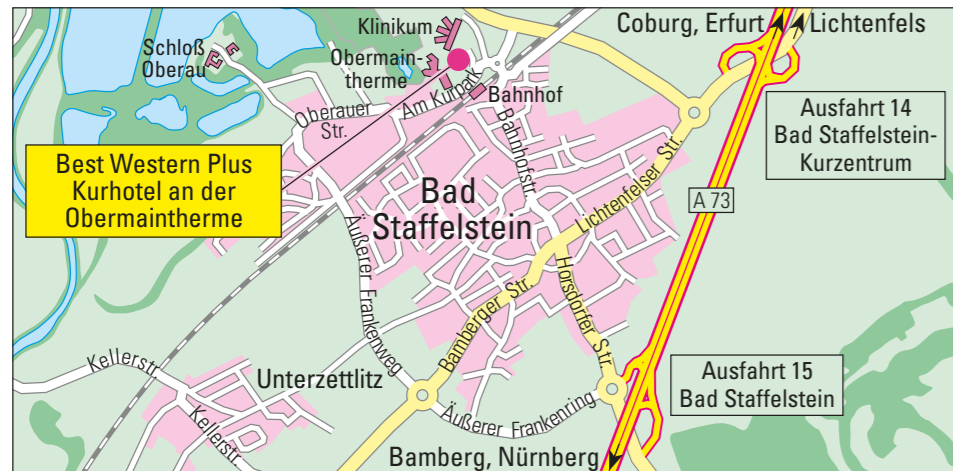 Klinikum
Coburg, Erfurt
Lichtenfels
Schloß
Oberau
Obermain-
therme
Am Kurpark
Bahnhof
Oberauer
Str.
Ausfahrt 14
Bad Staffelstein-
Kurzentrum
Best Western Plus
Kurhotel an der
Obermaintherme
Bahnhofstr.
Lichtenfelser Str.
Bad
Staffelstein
A 73
Äußerer Frankenweg
Bamberger Str.
Horsdorfer Str.
Kellerstr.
Unterzettlitz
Ausfahrt 15
Bad Staffelstein
Kellerstr.
Äußerer Frankenring
Bamberg, Nürnberg